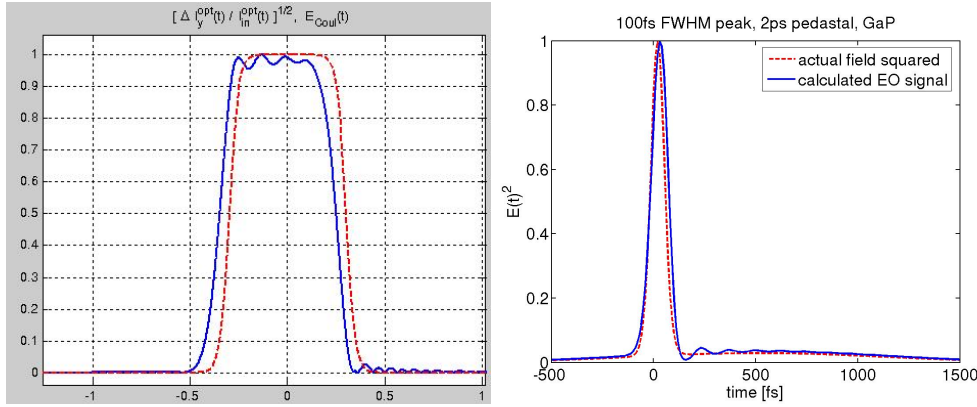 [ Δ I_y^opt(t) / I_in^opt(t) ]^1/2, E_Coul(t)
1
0.9
0.8
0.7
0.6
0.5
0.4
0.3
0.2
0.1
0
-1 -0.5 0 0.5 1
100fs FWHM peak, 2ps pedastal, GaP
actual field squared
calculated EO signal
E(t)^2
1
0.8
0.6
0.4
0.2
0
-500 0 500 1000 1500
time [fs]